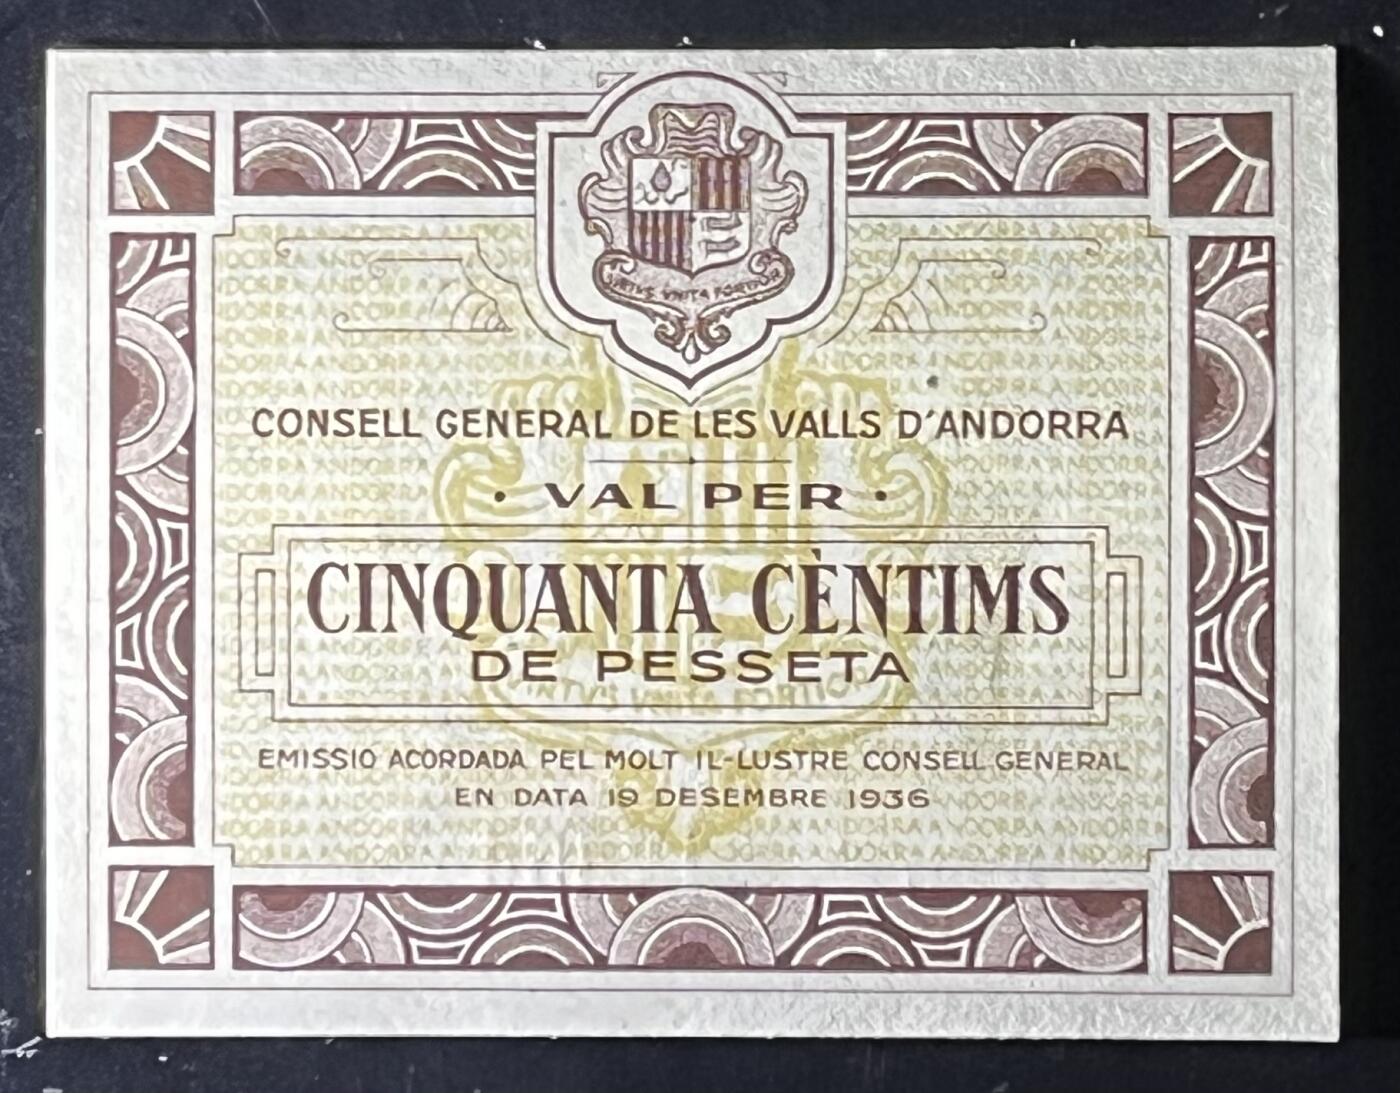 VIRTVS VNITA FORTIOR
CONSELL GENERAL DE LES VALLS D'ANDORRA
· VAL PER ·
CINQUANTA CÈNTIMS
DE PESSETA
EMISSIO ACORDADA PEL MOLT IL-LUSTRE CONSELL GENERAL
EN DATA 19 DESEMBRE 1936